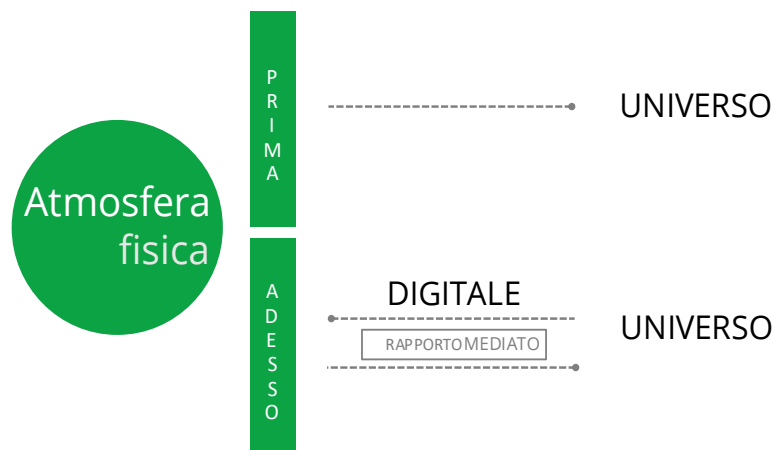 Atmosfera
fisica
PRIMA
UNIVERSO
ADESSO
DIGITALE
RAPPORTO MEDIATO
UNIVERSO